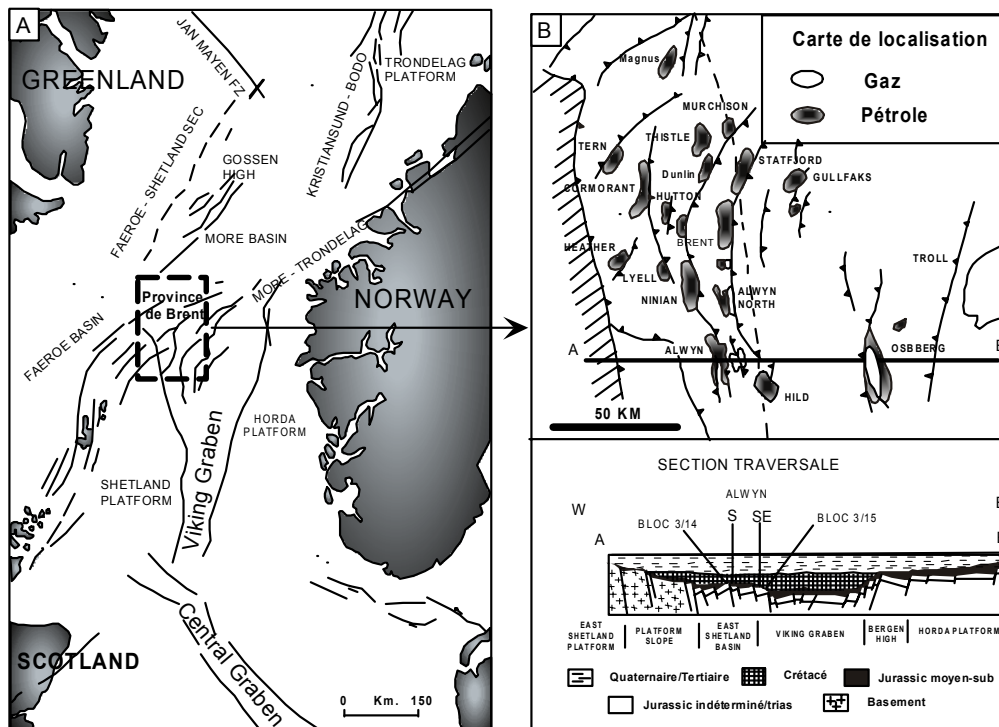 A
JAN MAYEN FZ
GREENLAND
KRISTIANSUND - BODO
TRONDELAG
PLATFORM
FAEROE - SHETLAND SEC
GOSSEN
HIGH
MORE BASIN
MORE - TRONDELAG
Province
de Brent
NORWAY
FAEROE BASIN
HORDA
PLATFORM
SHETLAND
PLATFORM
Viking Graben
Central Graben
SCOTLAND
0 Km. 150
B
Carte de localisation
Gaz
Pétrole
Magnus
MURCHISON
THISTLE
TERN
STATFJORD
Dunlin
GULLFAKS
CORMORANT
HUTTON
BRENT
HEATHER
TROLL
LYELL
NINIAN
ALWYN
NORTH
A
ALWYN
OSBBERG
E
HILD
50 KM
SECTION TRAVERSALE
ALWYN
W
E
BLOC 3/14
S
SE
BLOC 3/15
A
E
EAST
SHETLAND
PLATFORM
PLATFORM
SLOPE
EAST
SHETLAND
BASIN
VIKING GRABEN
BERGEN
HIGH
HORDA PLATFORM
Quaternaire/Tertiaire
Crétacé
Jurassic moyen-sub
Jurassic indéterminé/trias
Basement